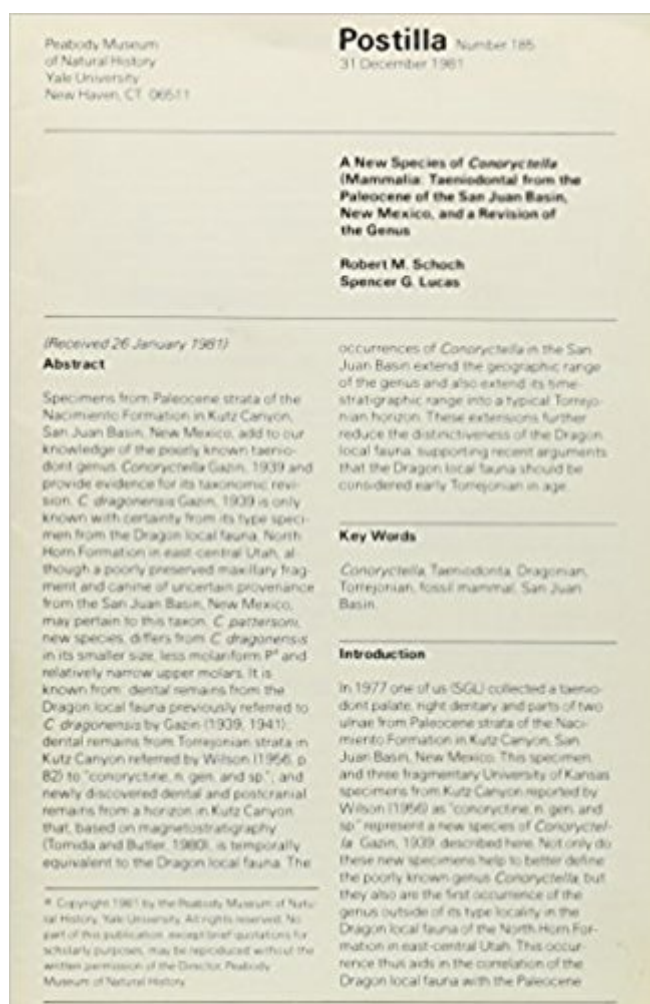 Peabody Museum
of Natural History
Yale University
New Haven, CT 06511
Postilla Number 185
31 December 1981
A New Species of Conoryctella
(Mammalia: Taeniodonta) from the
Paleocene of the San Juan Basin,
New Mexico, and a Revision of
the Genus
Robert M. Schoch
Spencer G. Lucas
(Received 26 January 1981)
Abstract
Specimens from Paleocene strata of the
Nacimiento Formation in Kutz Canyon,
San Juan Basin, New Mexico, add to our
knowledge of the poorly known taenio-
dont genus Conoryctella Gazin, 1939 and
provide evidence for its taxonomic revi-
sion. C. dragonensis Gazin, 1939 is only
known with certainty from its type speci-
men from the Dragon local fauna, North
Horn Formation in east-central Utah, al-
though a poorly preserved maxillary frag-
ment and canine of uncertain provenance
from the San Juan Basin, New Mexico,
may pertain to this taxon. C. pattersoni,
new species, differs from C. dragonensis
in its smaller size, less molariform P⁴ and
relatively narrow upper molars. It is
known from: dental remains from the
Dragon local fauna previously referred to
C. dragonensis by Gazin (1939, 1941);
dental remains from Torrejonian strata in
Kutz Canyon referred by Wilson (1956, p.
82) to "conoryctine, n. gen. and sp."; and
newly discovered dental and postcranial
remains from a horizon in Kutz Canyon
that, based on magnetostratigraphy
(Tomida and Butler, 1980), is temporally
equivalent to the Dragon local fauna. The
© Copyright 1981 by the Peabody Museum of Natu-
ral History, Yale University. All rights reserved. No
part of this publication, except brief quotations for
scholarly purposes, may be reproduced without the
written permission of the Director, Peabody
Museum of Natural History.
occurrences of Conoryctella in the San
Juan Basin extend the geographic range
of the genus and also extend its time-
stratigraphic range into a typical Torrejo-
nian horizon. These extensions further
reduce the distinctiveness of the Dragon
local fauna, supporting recent arguments
that the Dragon local fauna should be
considered early Torrejonian in age.
Key Words
Conoryctella, Taeniodonta, Dragonian,
Torrejonian, fossil mammal, San Juan
Basin.
Introduction
In 1977 one of us (SGL) collected a taenio-
dont palate, right dentary and parts of two
ulnae from Paleocene strata of the Naci-
miento Formation in Kutz Canyon, San
Juan Basin, New Mexico. This specimen
and three fragmentary University of Kansas
specimens from Kutz Canyon reported by
Wilson (1956) as "conoryctine, n. gen. and
sp." represent a new species of Conoryctel-
la Gazin, 1939, described here. Not only do
these new specimens help to better define
the poorly known genus Conoryctella, but
they also are the first occurrence of the
genus outside of its type locality in the
Dragon local fauna of the North Horn For-
mation in east-central Utah. This occur-
rence thus aids in the correlation of the
Dragon local fauna with the Paleocene